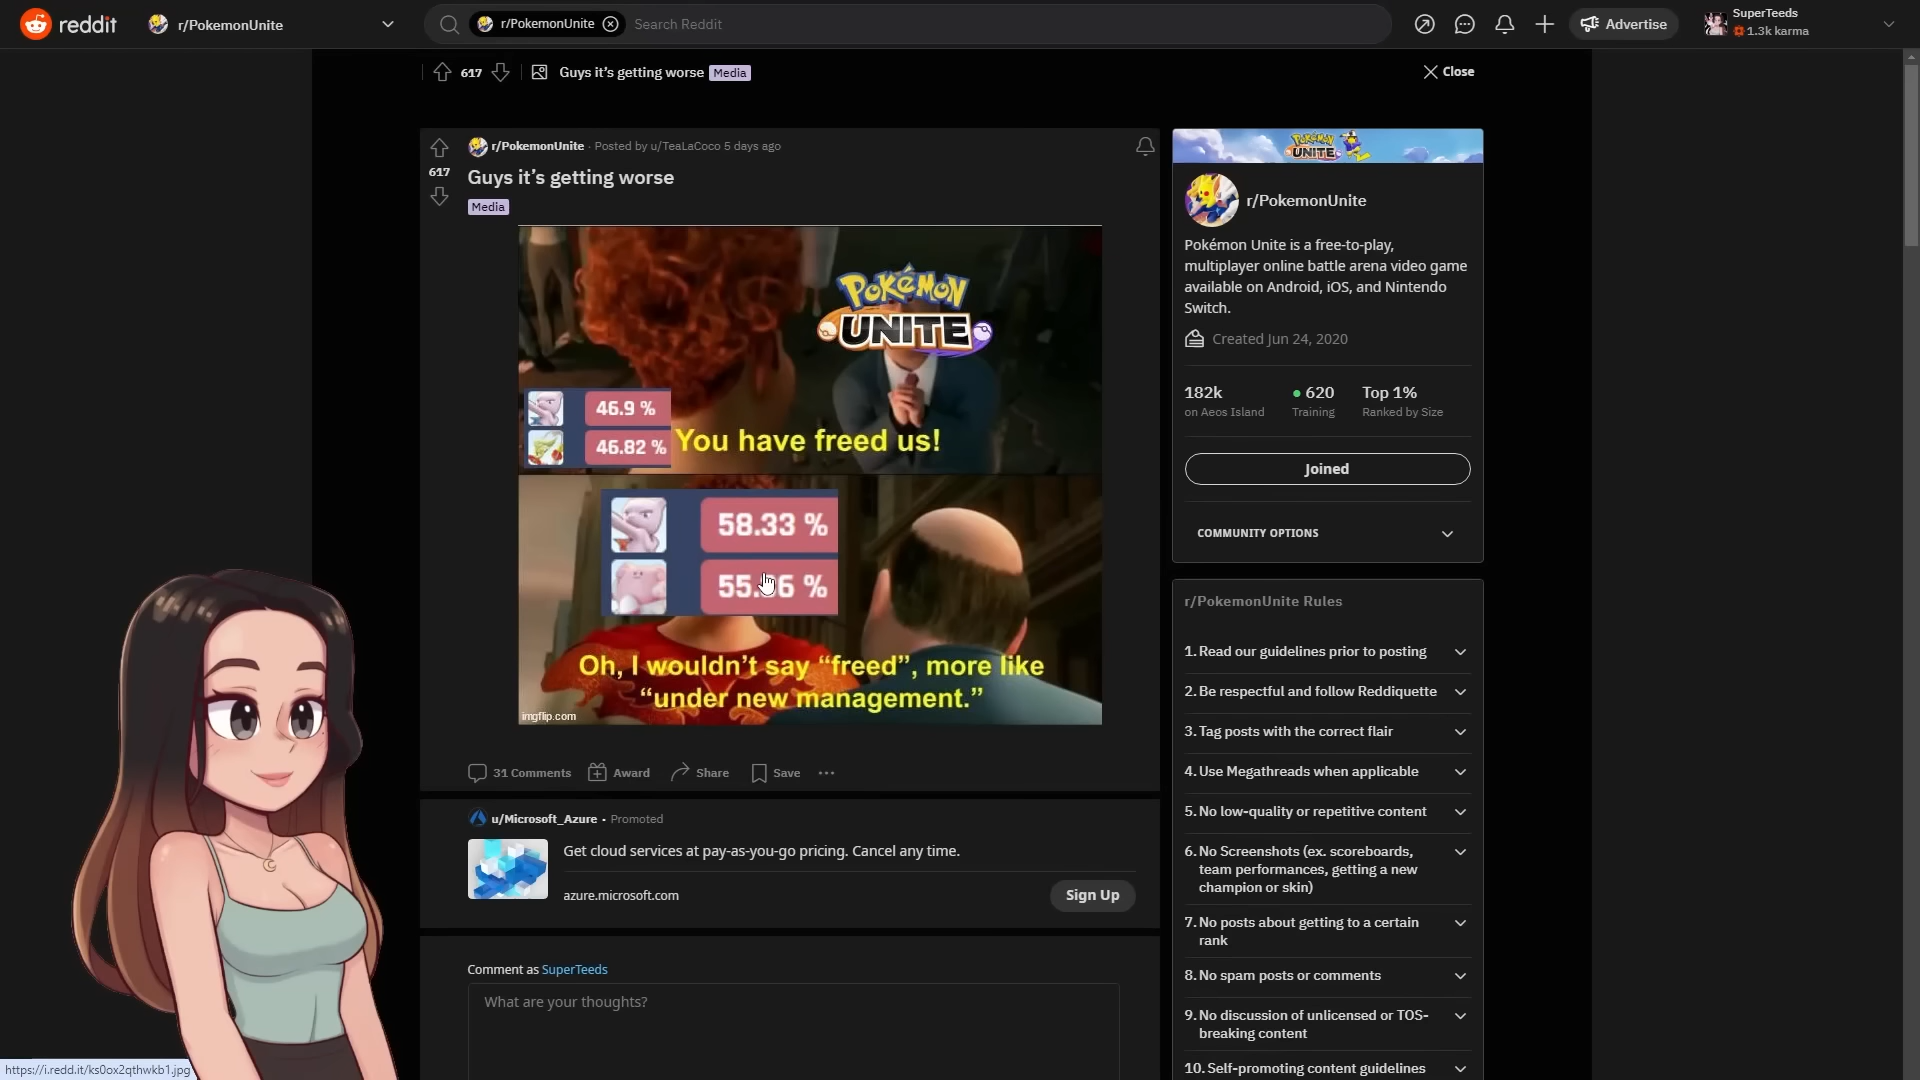 reddit
r/PokemonUnite
r/PokemonUnite
Search Reddit
Advertise
SuperTeeds
1.3k karma
617
Guys it's getting worse
Media
Close
r/PokemonUnite · Posted by u/TeaLaCoco 5 days ago
617
Guys it's getting worse
Media
POKéMON
UNITE
46.9 %
46.82 %
You have freed us!
58.33 %
Oh, I wouldn't say "freed", more like
"under new management."
imgflip.com
31 Comments
Award
Share
Save
u/Microsoft_Azure • Promoted
Get cloud services at pay-as-you-go pricing. Cancel any time.
azure.microsoft.com
Sign Up
Comment as SuperTeeds
What are your thoughts?
POKéMON
UNITE
r/PokemonUnite
Pokémon Unite is a free-to-play,
multiplayer online battle arena video game
available on Android, iOS, and Nintendo
Switch.
Created Jun 24, 2020
182k
on Aeos Island
620
Training
Top 1%
Ranked by Size
Joined
COMMUNITY OPTIONS
r/PokemonUnite Rules
1. Read our guidelines prior to posting
2. Be respectful and follow Reddiquette
3. Tag posts with the correct flair
4. Use Megathreads when applicable
5. No low-quality or repetitive content
6. No Screenshots (ex. scoreboards,
team performances, getting a new
champion or skin)
7. No posts about getting to a certain
rank
8. No spam posts or comments
9. No discussion of unlicensed or TOS-
breaking content
10. Self-promoting content guidelines
https://i.redd.it/ks0ox2qthwkb1.jpg